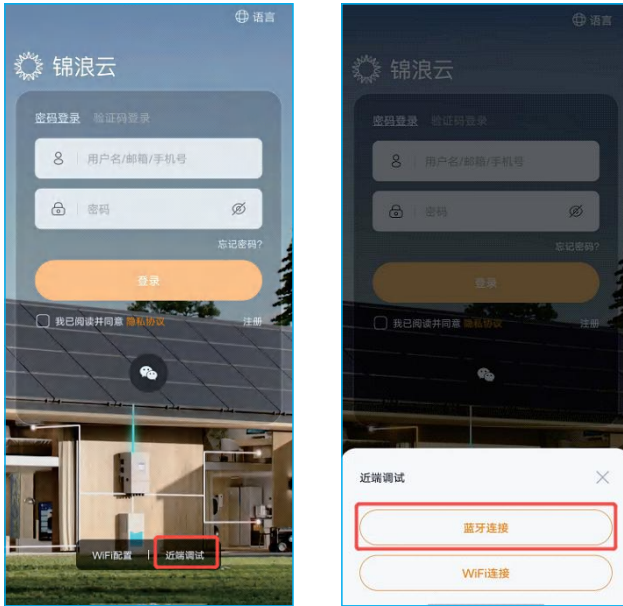 语言
锦浪云
密码登录 验证码登录
用户名/邮箱/手机号
密码
忘记密码?
登录
我已阅读并同意 隐私协议 注册
WiFi配置 | 近端调试
语言
锦浪云
密码登录 验证码登录
用户名/邮箱/手机号
密码
忘记密码?
登录
我已阅读并同意 隐私协议 注册
近端调试
蓝牙连接
WiFi连接